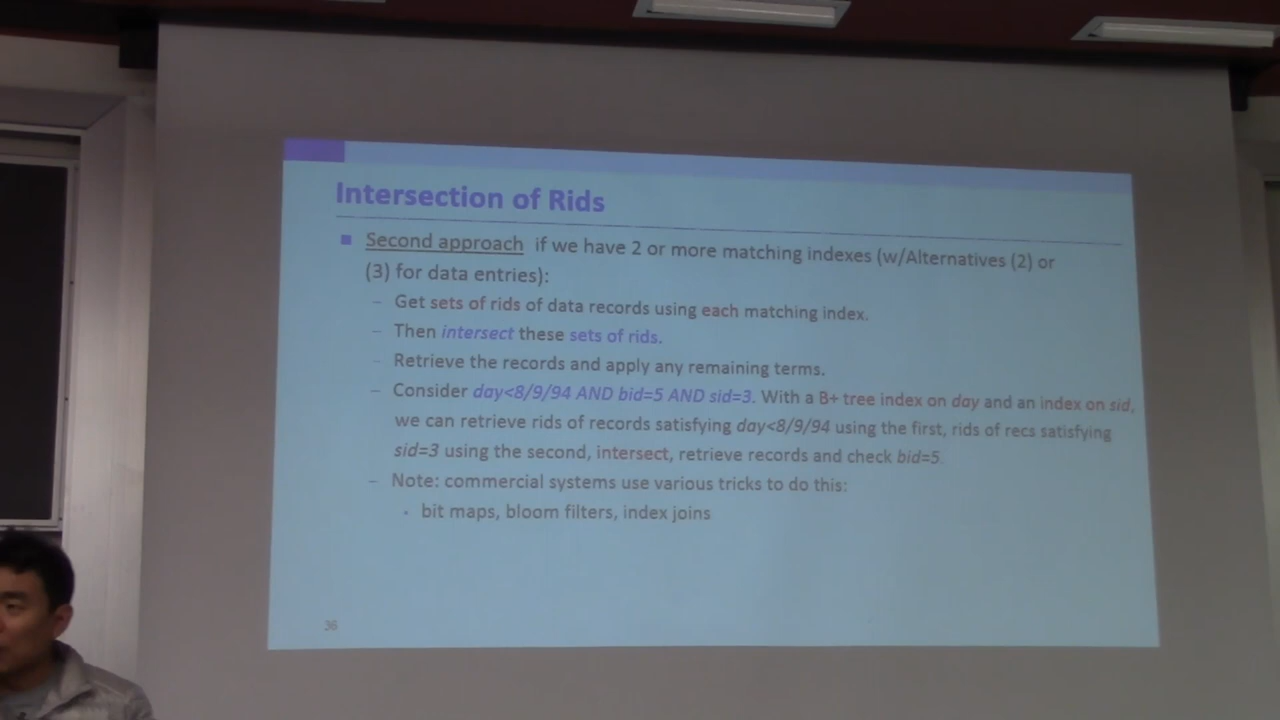 Intersection of Rids
Second approach if we have 2 or more matching indexes (w/Alternatives (2) or
(3) for data entries):
– Get sets of rids of data records using each matching index.
– Then intersect these sets of rids.
– Retrieve the records and apply any remaining terms.
– Consider day<8/9/94 AND bid=5 AND sid=3. With a B+ tree index on day and an index on sid,
we can retrieve rids of records satisfying day<8/9/94 using the first, rids of recs satisfying
sid=3 using the second, intersect, retrieve records and check bid=5.
– Note: commercial systems use various tricks to do this:
• bit maps, bloom filters, index joins
36